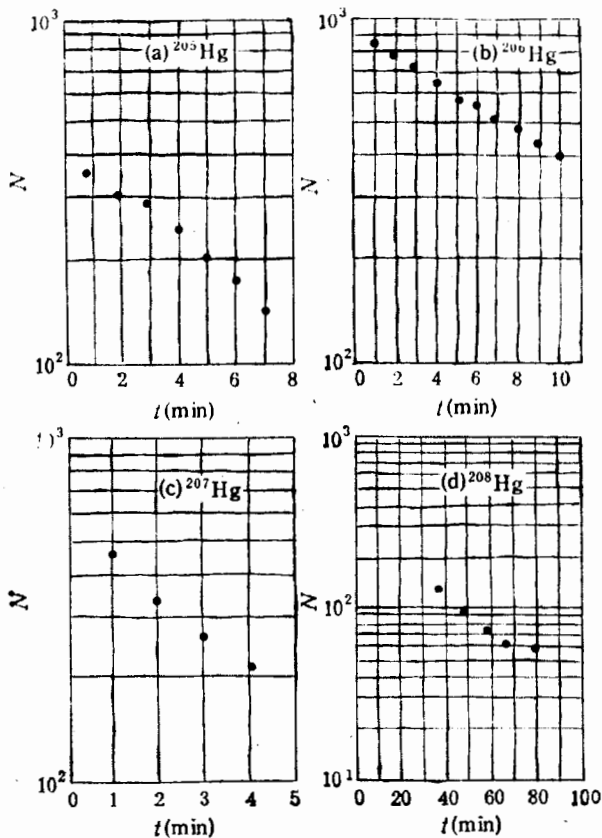 10³
(a) ²⁰⁵Hg
N
10²
0 2 4 6 8
t(min)
10³
(b) ²⁰⁶Hg
N
10²
0 2 4 6 8 10
t(min)
10³
(c) ²⁰⁷Hg
N
10²
0 1 2 3 4 5
t(min)
10³
(d) ²⁰⁸Hg
N
10²
10¹
0 20 40 60 80 100
t(min)